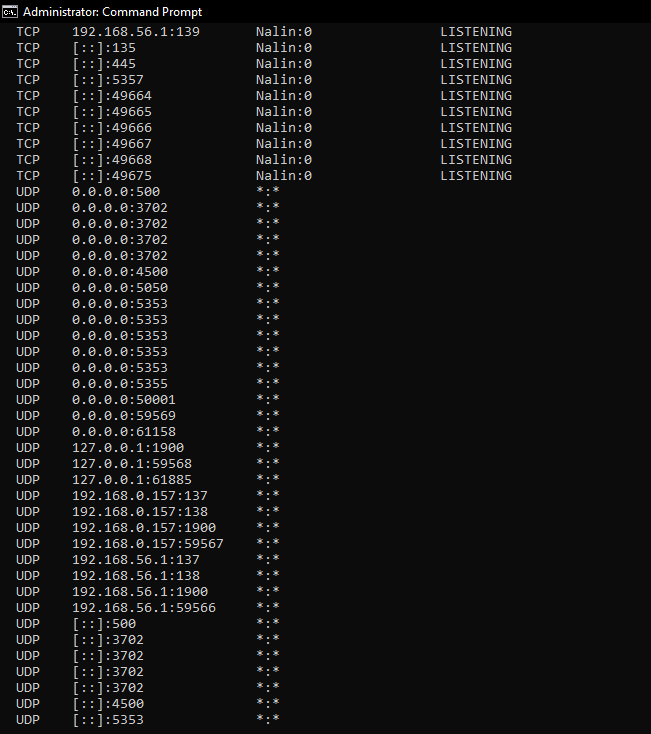 Administrator: Command Prompt
TCP 192.168.56.1:139 Nalin:0 LISTENING
TCP [::]:135 Nalin:0 LISTENING
TCP [::]:445 Nalin:0 LISTENING
TCP [::]:5357 Nalin:0 LISTENING
TCP [::]:49664 Nalin:0 LISTENING
TCP [::]:49665 Nalin:0 LISTENING
TCP [::]:49666 Nalin:0 LISTENING
TCP [::]:49667 Nalin:0 LISTENING
TCP [::]:49668 Nalin:0 LISTENING
TCP [::]:49675 Nalin:0 LISTENING
UDP 0.0.0.0:500 *:*
UDP 0.0.0.0:3702 *:*
UDP 0.0.0.0:3702 *:*
UDP 0.0.0.0:3702 *:*
UDP 0.0.0.0:3702 *:*
UDP 0.0.0.0:4500 *:*
UDP 0.0.0.0:5050 *:*
UDP 0.0.0.0:5353 *:*
UDP 0.0.0.0:5353 *:*
UDP 0.0.0.0:5353 *:*
UDP 0.0.0.0:5353 *:*
UDP 0.0.0.0:5353 *:*
UDP 0.0.0.0:5355 *:*
UDP 0.0.0.0:50001 *:*
UDP 0.0.0.0:59569 *:*
UDP 0.0.0.0:61158 *:*
UDP 127.0.0.1:1900 *:*
UDP 127.0.0.1:59568 *:*
UDP 127.0.0.1:61885 *:*
UDP 192.168.0.157:137 *:*
UDP 192.168.0.157:138 *:*
UDP 192.168.0.157:1900 *:*
UDP 192.168.0.157:59567 *:*
UDP 192.168.56.1:137 *:*
UDP 192.168.56.1:138 *:*
UDP 192.168.56.1:1900 *:*
UDP 192.168.56.1:59566 *:*
UDP [::]:500 *:*
UDP [::]:3702 *:*
UDP [::]:3702 *:*
UDP [::]:3702 *:*
UDP [::]:3702 *:*
UDP [::]:4500 *:*
UDP [::]:5353 *:*